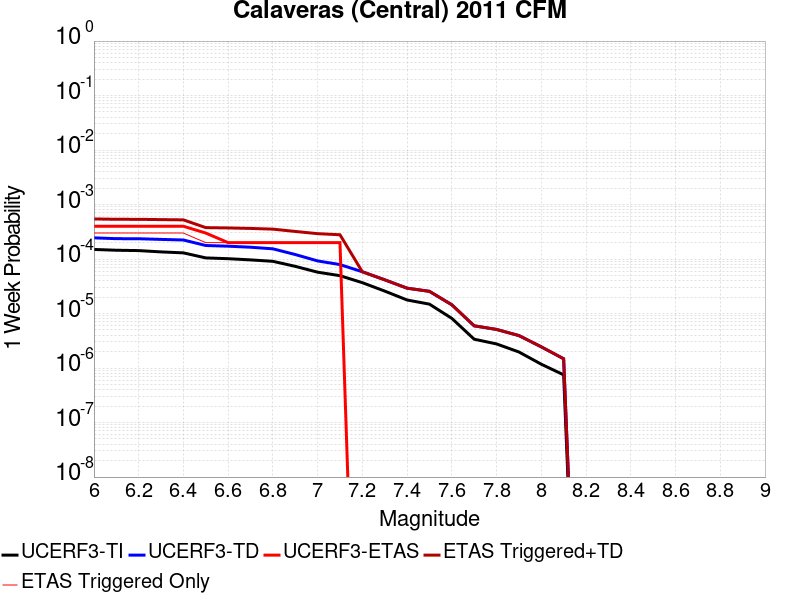 Calaveras (Central) 2011 CFM
10^0
10^-1
10^-2
10^-3
10^-4
10^-5
10^-6
10^-7
10^-8
1 Week Probability
6 6.2 6.4 6.6 6.8 7 7.2 7.4 7.6 7.8 8 8.2 8.4 8.6 8.8 9
Magnitude
UCERF3-TI UCERF3-TD UCERF3-ETAS ETAS Triggered+TD
ETAS Triggered Only